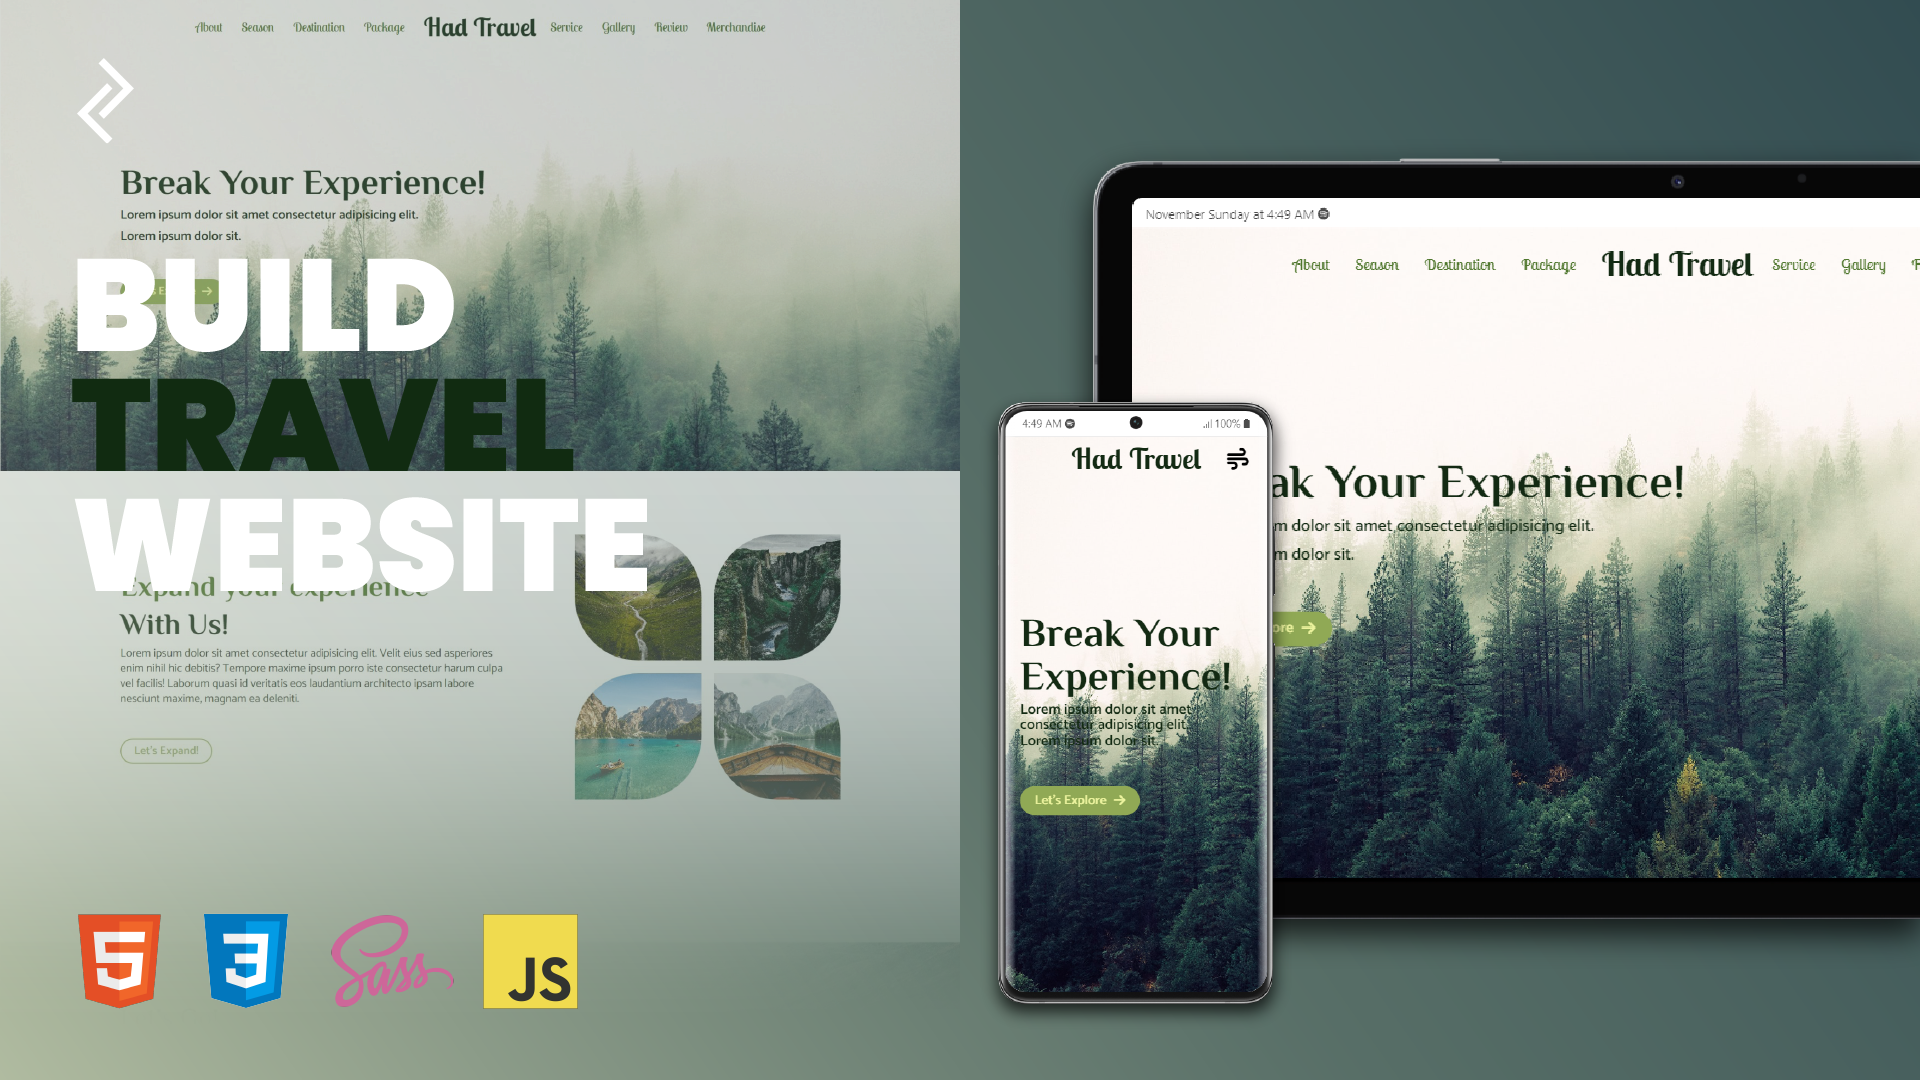 About Season Destination Package Had Travel Service Gallery Review Merchandise
Break Your Experience!
Lorem ipsum dolor sit amet consectetur adipisicing elit.
Lorem ipsum dolor sit.
BUILD
TRAVEL
WEBSITE
Expand your experience
With Us!
Lorem ipsum dolor sit amet consectetur adipisicing elit. Velit eius sed asperiores
enim nihil hic debitis? Tempore maxime ipsum porro iste consectetur harum culpa
vel facilis! Laborum quasi id veritatis eos laudantium architecto ipsam labore
nesciunt maxime, magnam ea deleniti.
Let's Expand!
5
3
Sass
JS
November Sunday at 4:49 AM
About Season Destination Package Had Travel Service Gallery
ak Your Experience!
m dolor sit amet consectetur adipisicing elit.
m dolor sit.
ore
4:49 AM 100%
Had Travel
Break Your
Experience!
Lorem ipsum dolor sit amet
consectetur adipisicing elit.
Lorem ipsum dolor sit.
Let's Explore